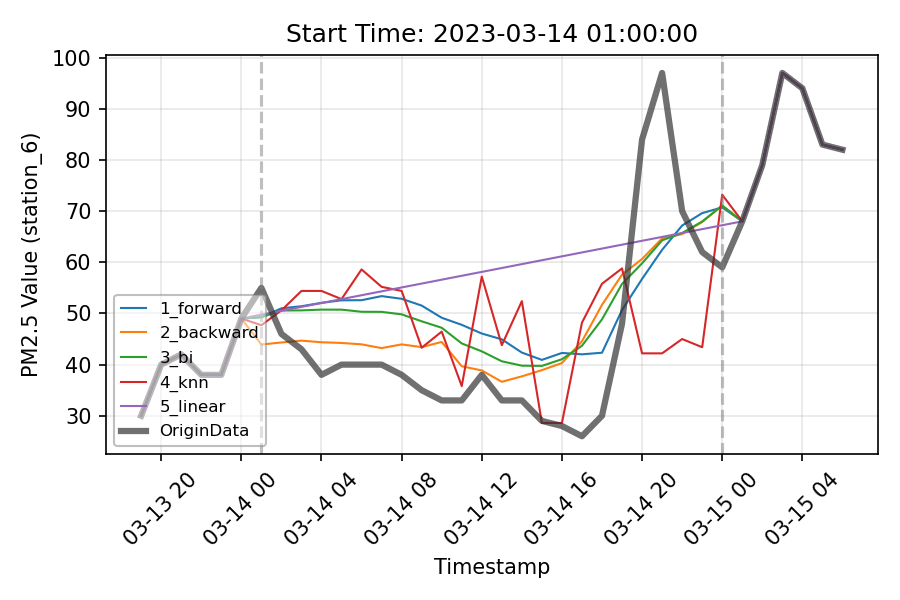 Start Time: 2023-03-14 01:00:00
PM2.5 Value (station_6)
100
90
80
70
60
50
40
30
1_forward
2_backward
3_bi
4_knn
5_linear
OriginData
03-13 20
03-14 00
03-14 04
03-14 08
03-14 12
03-14 16
03-14 20
03-15 00
03-15 04
Timestamp